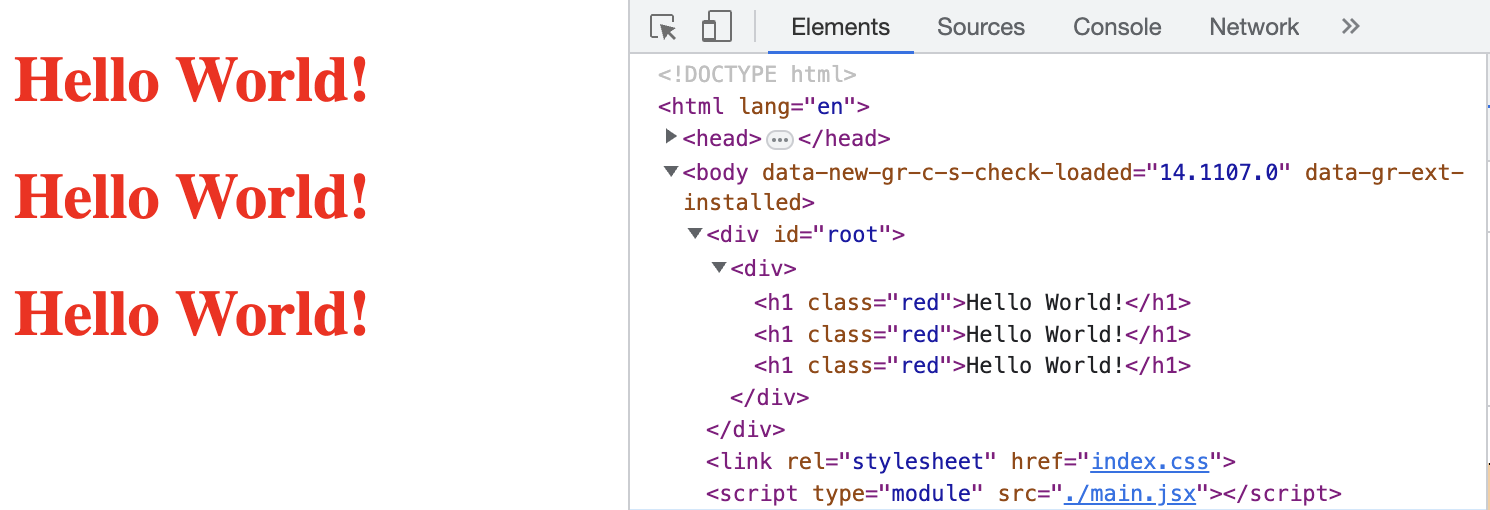 Hello World!
Hello World!
Hello World!
Elements Sources Console Network »
<!DOCTYPE html>
<html lang="en">
<head>…</head>
<body data-new-gr-c-s-check-loaded="14.1107.0" data-gr-ext-
installed>
<div id="root">
<div>
<h1 class="red">Hello World!</h1>
<h1 class="red">Hello World!</h1>
<h1 class="red">Hello World!</h1>
</div>
</div>
<link rel="stylesheet" href="index.css">
<script type="module" src="./main.jsx"></script>